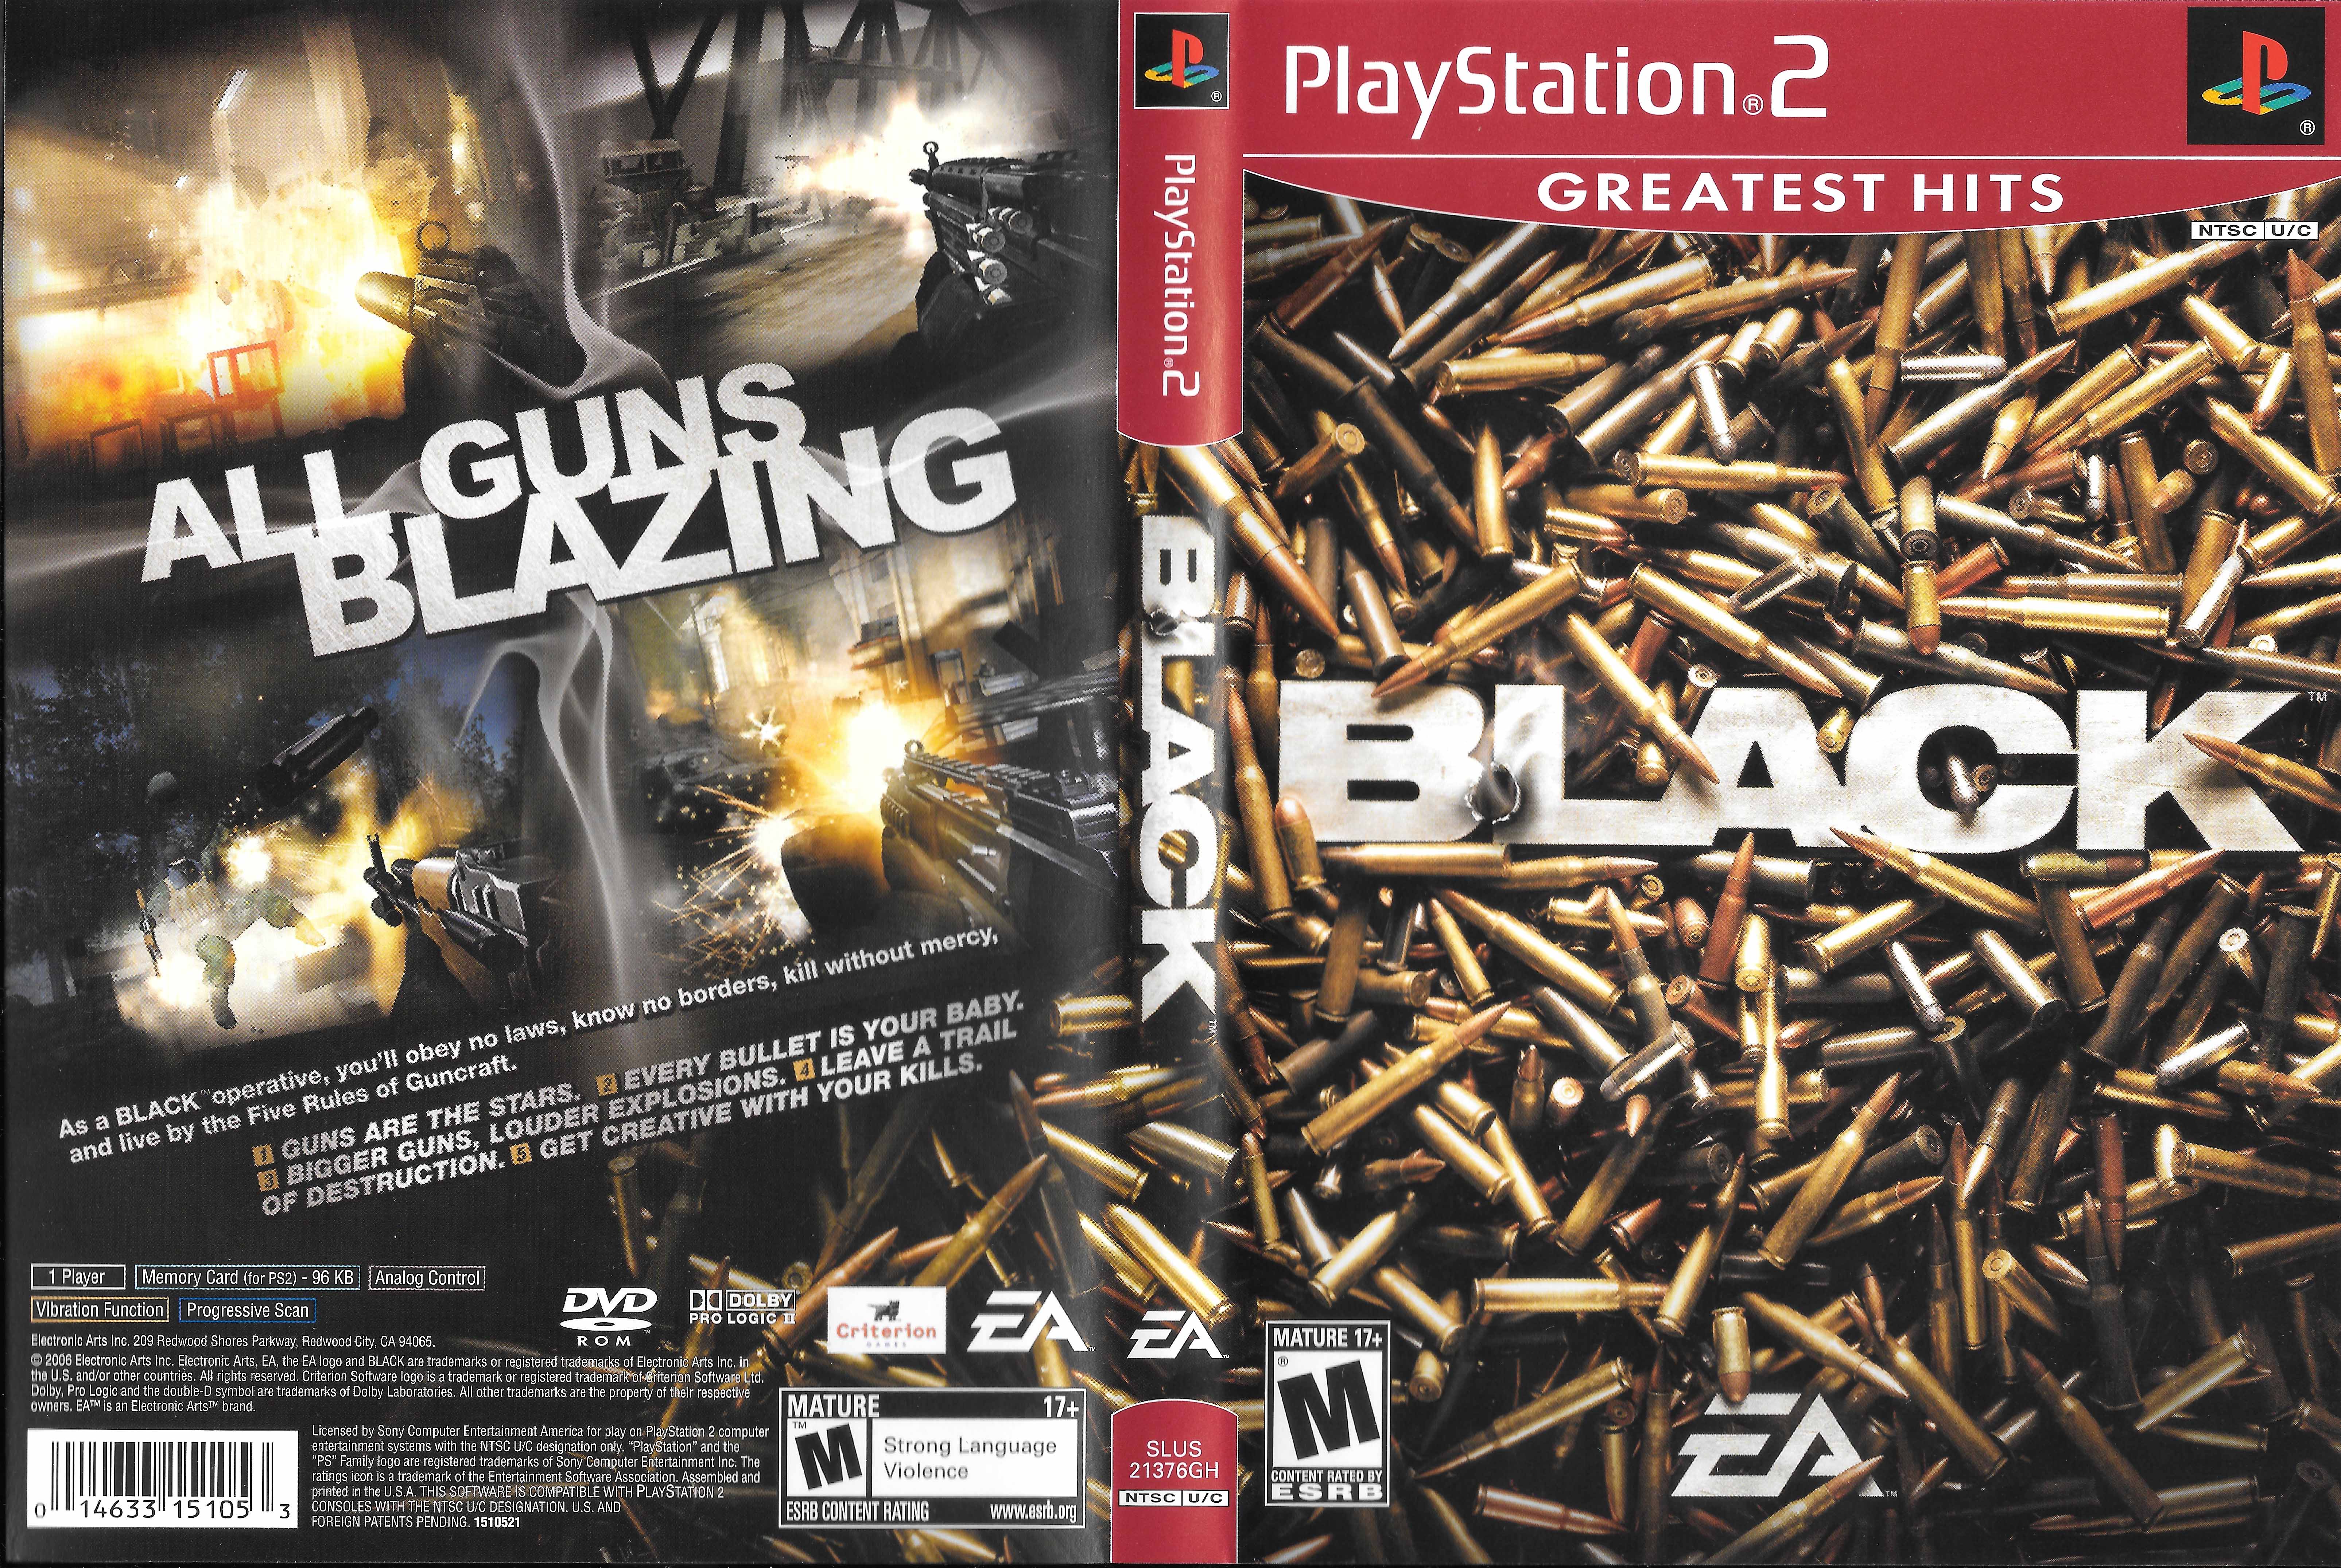 ALL GUNS
BLAZING
As a BLACK™ operative, you'll obey no laws, know no borders, kill without mercy,
and live by the Five Rules of Guncraft.
1 GUNS ARE THE STARS. 2 EVERY BULLET IS YOUR BABY.
3 BIGGER GUNS, LOUDER EXPLOSIONS. 4 LEAVE A TRAIL
OF DESTRUCTION. 5 GET CREATIVE WITH YOUR KILLS.
1 Player
Memory Card (for PS2) - 96 KB
Analog Control
VIbration Function
Progressive Scan
DVD
ROM
DOLBY
PRO LOGIC II
Criterion
GAMES
EA™
Electronic Arts Inc. 209 Redwood Shores Parkway, Redwood City, CA 94065.
© 2006 Electronic Arts Inc. Electronic Arts, EA, the EA logo and BLACK are trademarks or registered trademarks of Electronic Arts Inc. in
the U.S. and/or other countries. All rights reserved. Criterion Software logo is a trademark or registered trademark of Criterion Software Ltd.
Dolby, Pro Logic and the double-D symbol are trademarks of Dolby Laboratories. All other trademarks are the property of their respective
owners. EA™ is an Electronic Arts™ brand.
0 14633 15105 3
Licensed by Sony Computer Entertainment America for play on PlayStation 2 computer
entertainment systems with the NTSC U/C designation only. "PlayStation" and the
"PS" Family logo are registered trademarks of Sony Computer Entertainment Inc. The
ratings icon is a trademark of the Entertainment Software Association. Assembled and
printed in the U.S.A. THIS SOFTWARE IS COMPATIBLE WITH PLAYSTATION 2
CONSOLES WITH THE NTSC U/C DESIGNATION. U.S. AND
FOREIGN PATENTS PENDING. 1510521
MATURE 17+
™
M
Strong Language
Violence
ESRB CONTENT RATING www.esrb.org
®
PlayStation®2
BLACK™
EA™
SLUS
21376GH
NTSC U/C
PlayStation®2
®
GREATEST HITS
NTSC U/C
BLACK™
MATURE 17+
®
M
CONTENT RATED BY
ESRB
EA™